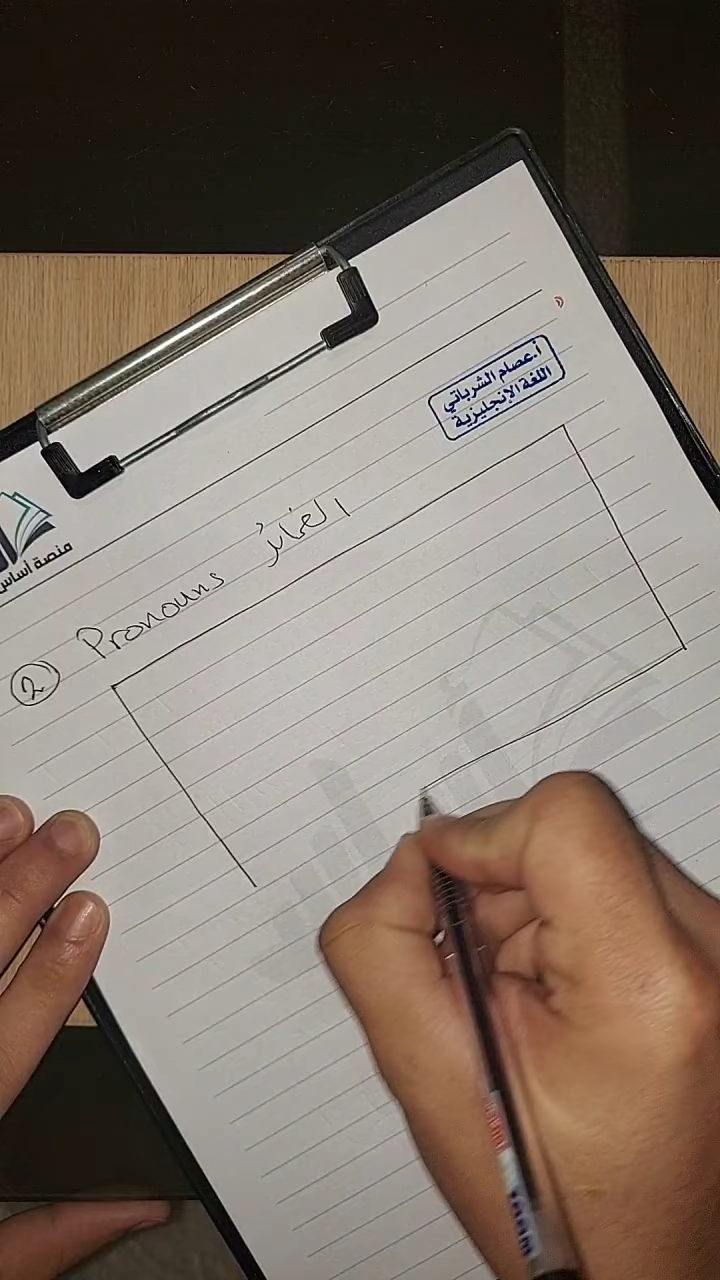 أ.عصام الشرباتي
اللغة الإنجليزية
منصة أساس
② Pronouns الضمائر